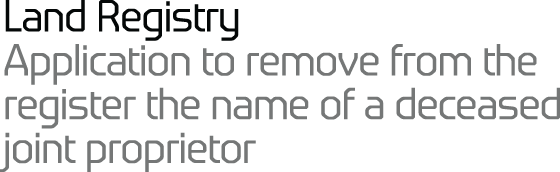 Land Registry
Application to remove from the
register the name of a deceased
joint proprietor